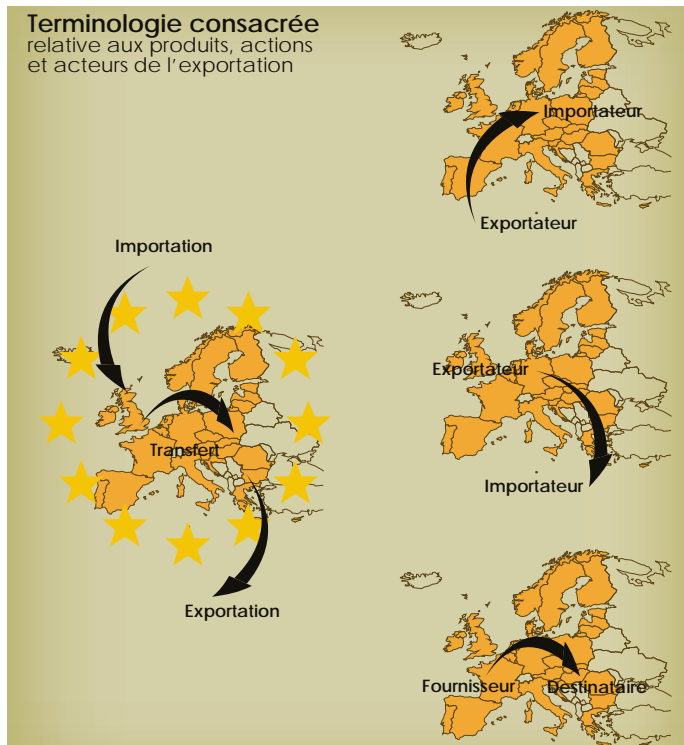 Terminologie consacrée
relative aux produits, actions
et acteurs de l'exportation
Importation
Transfert
Exportation
Importateur
Exportateur
Exportateur
Importateur
Fournisseur
Destinataire